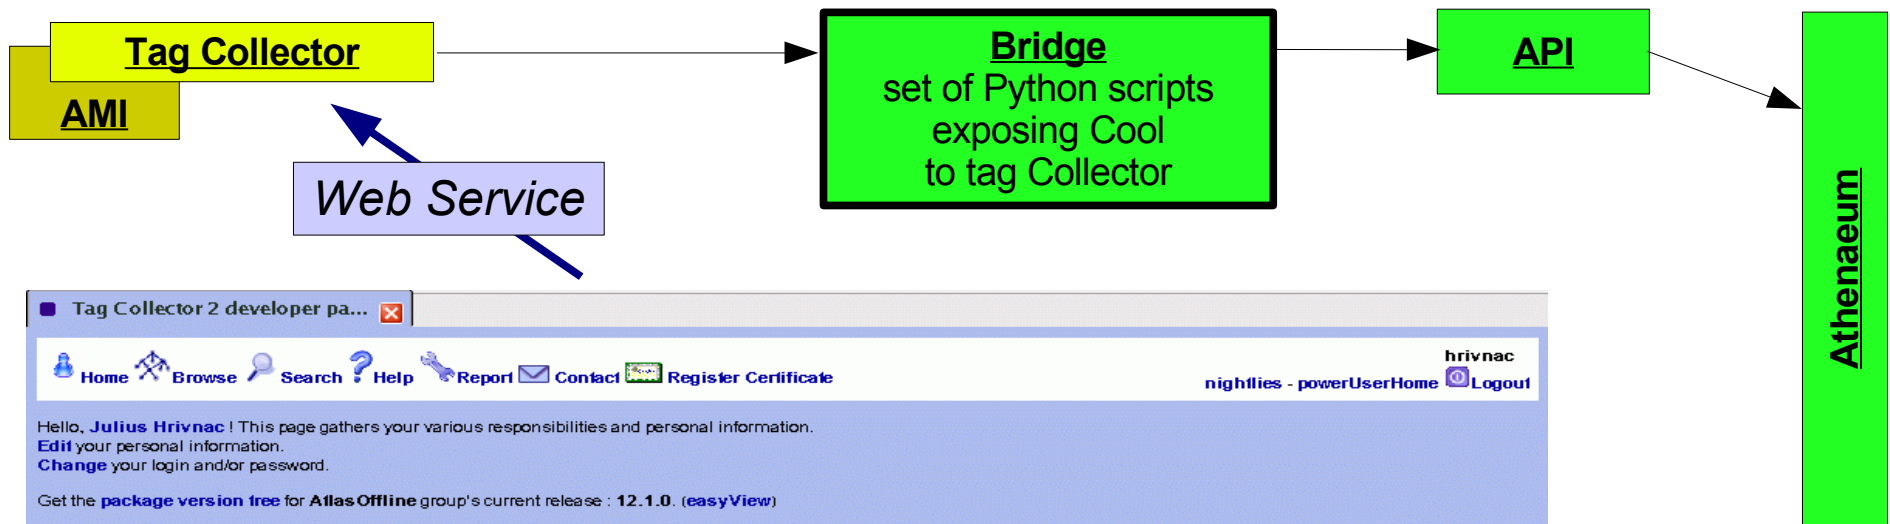 Tag Collector
AMI
Bridge
set of Python scripts
exposing Cool
to tag Collector
API
Athenaeum
Web Service
Tag Collector 2 developer pa...
Home Browse Search Help Report Contact Register Certificate
hrivnac
nightlies - powerUserHome Logout
Hello, Julius Hrivnac ! This page gathers your various responsibilities and personal information.
Edit your personal information.
Change your login and/or password.
Get the package version tree for AtlasOffline group's current release : 12.1.0. (easyView)